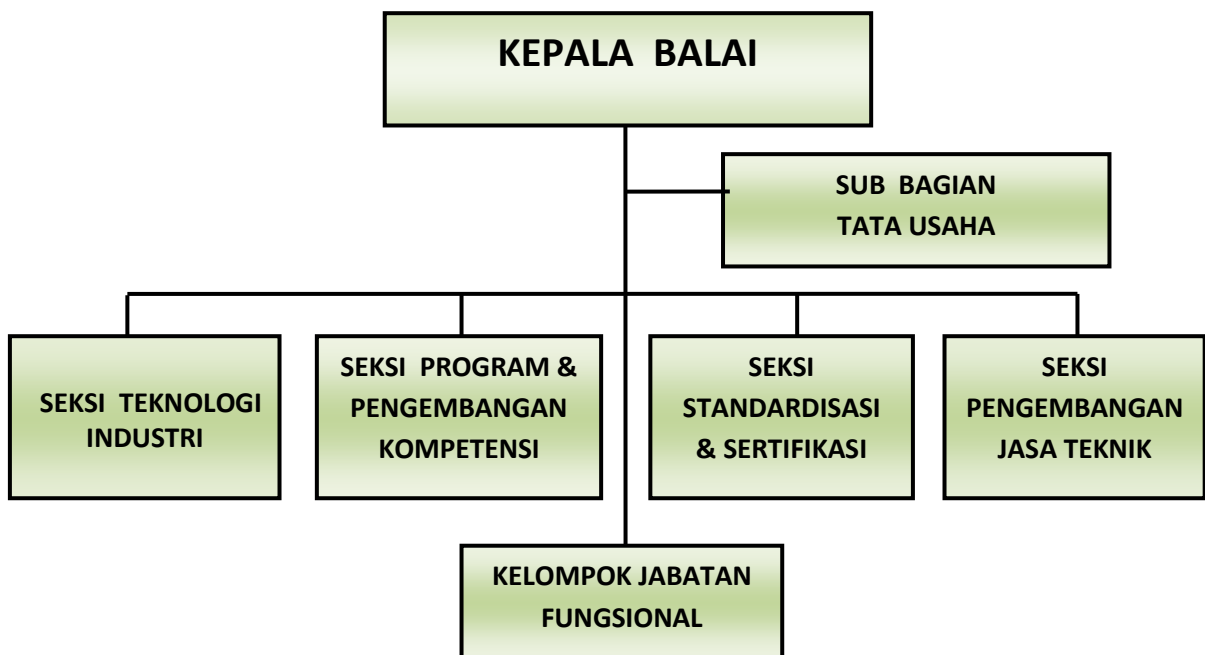 KEPALA BALAI
SUB BAGIAN
TATA USAHA
SEKSI TEKNOLOGI
INDUSTRI
SEKSI PROGRAM &
PENGEMBANGAN
KOMPETENSI
SEKSI
STANDARDISASI
& SERTIFIKASI
SEKSI
PENGEMBANGAN
JASA TEKNIK
KELOMPOK JABATAN
FUNGSIONAL